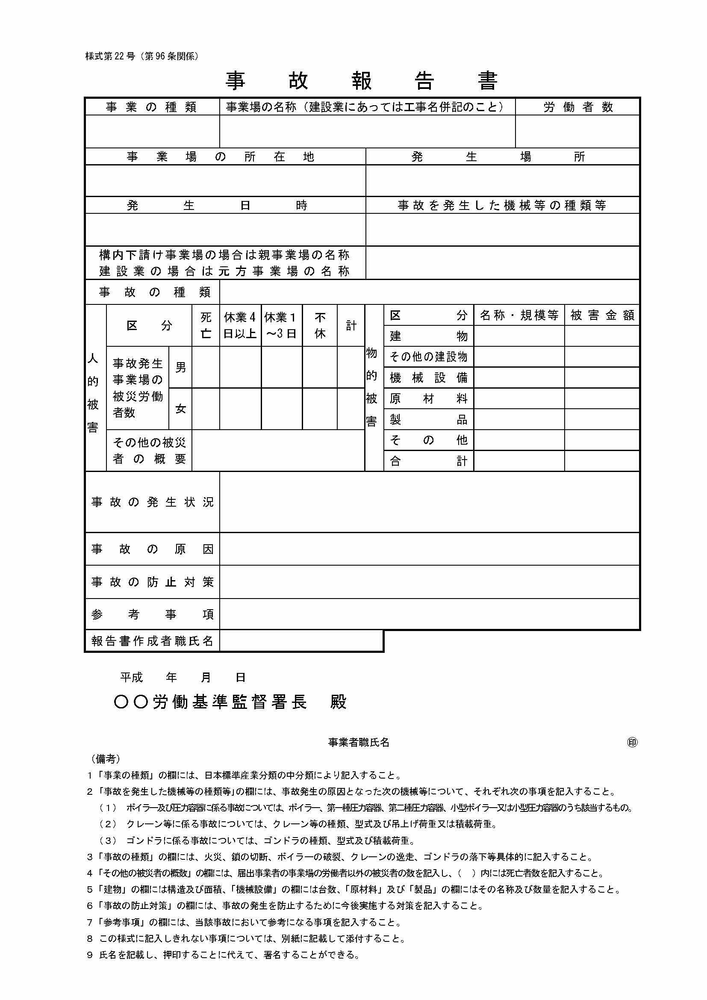 様式第22号（第96条関係）
事故報告書
事業の種類　事業場の名称（建設業にあっては工事名併記のこと）　労働者数
事業場の所在地　発生場所
発生日時　事故を発生した機械等の種類等
構内下請け事業場の場合は親事業場の名称
建設業の場合は元方事業場の名称
事故の種類
人的被害
区分　死亡　休業4日以上　休業1～3日　不休　計
事故発生事業場の被災労働者数　男
女
その他の被災者の概要
物的被害
区分　名称・規模等　被害金額
建物
その他の建設物
機械設備
原材料
製品
その他
合計
事故の発生状況
事故の原因
事故の防止対策
参考事項
報告書作成者職氏名
平成　年　月　日
〇〇労働基準監督署長　殿
事業者職氏名　㊞
（備考）
1「事業の種類」の欄には、日本標準産業分類の中分類により記入すること。
2「事故を発生した機械等の種類等｣の欄には、事故発生の原因となった次の機械等について、それぞれ次の事項を記入すること。
（1）　ボイラー及び圧力容器に係る事故については、ボイラー、第一種圧力容器、第二種圧力容器、小型ボイラー又は小型圧力容器のうち該当するもの。
（2）　クレーン等に係る事故については、クレーン等の種類、型式及び吊上げ荷重又は積載荷重。
（3）　ゴンドラに係る事故については、ゴンドラの種類、型式及び積載荷重。
3「事故の種類」の欄には、火災、鎖の切断、ボイラーの破裂、クレーンの逸走、ゴンドラの落下等具体的に記入すること。
4「その他の被災者の概数」の欄には、届出事業者の事業場の労働者以外の被災者の数を記入し、（　）内には死亡者数を記入すること。
5「建物」の欄には構造及び面積、「機械設備」の欄には台数、「原材料」及び「製品」の欄にはその名称及び数量を記入すること。
6「事故の防止対策」の欄には、事故の発生を防止するために今後実施する対策を記入すること。
7「参考事項」の欄には、当該事故において参考になる事項を記入すること。
8 この様式に記入しきれない事項については、別紙に記載して添付すること。
9 氏名を記載し、押印することに代えて、署名することができる。